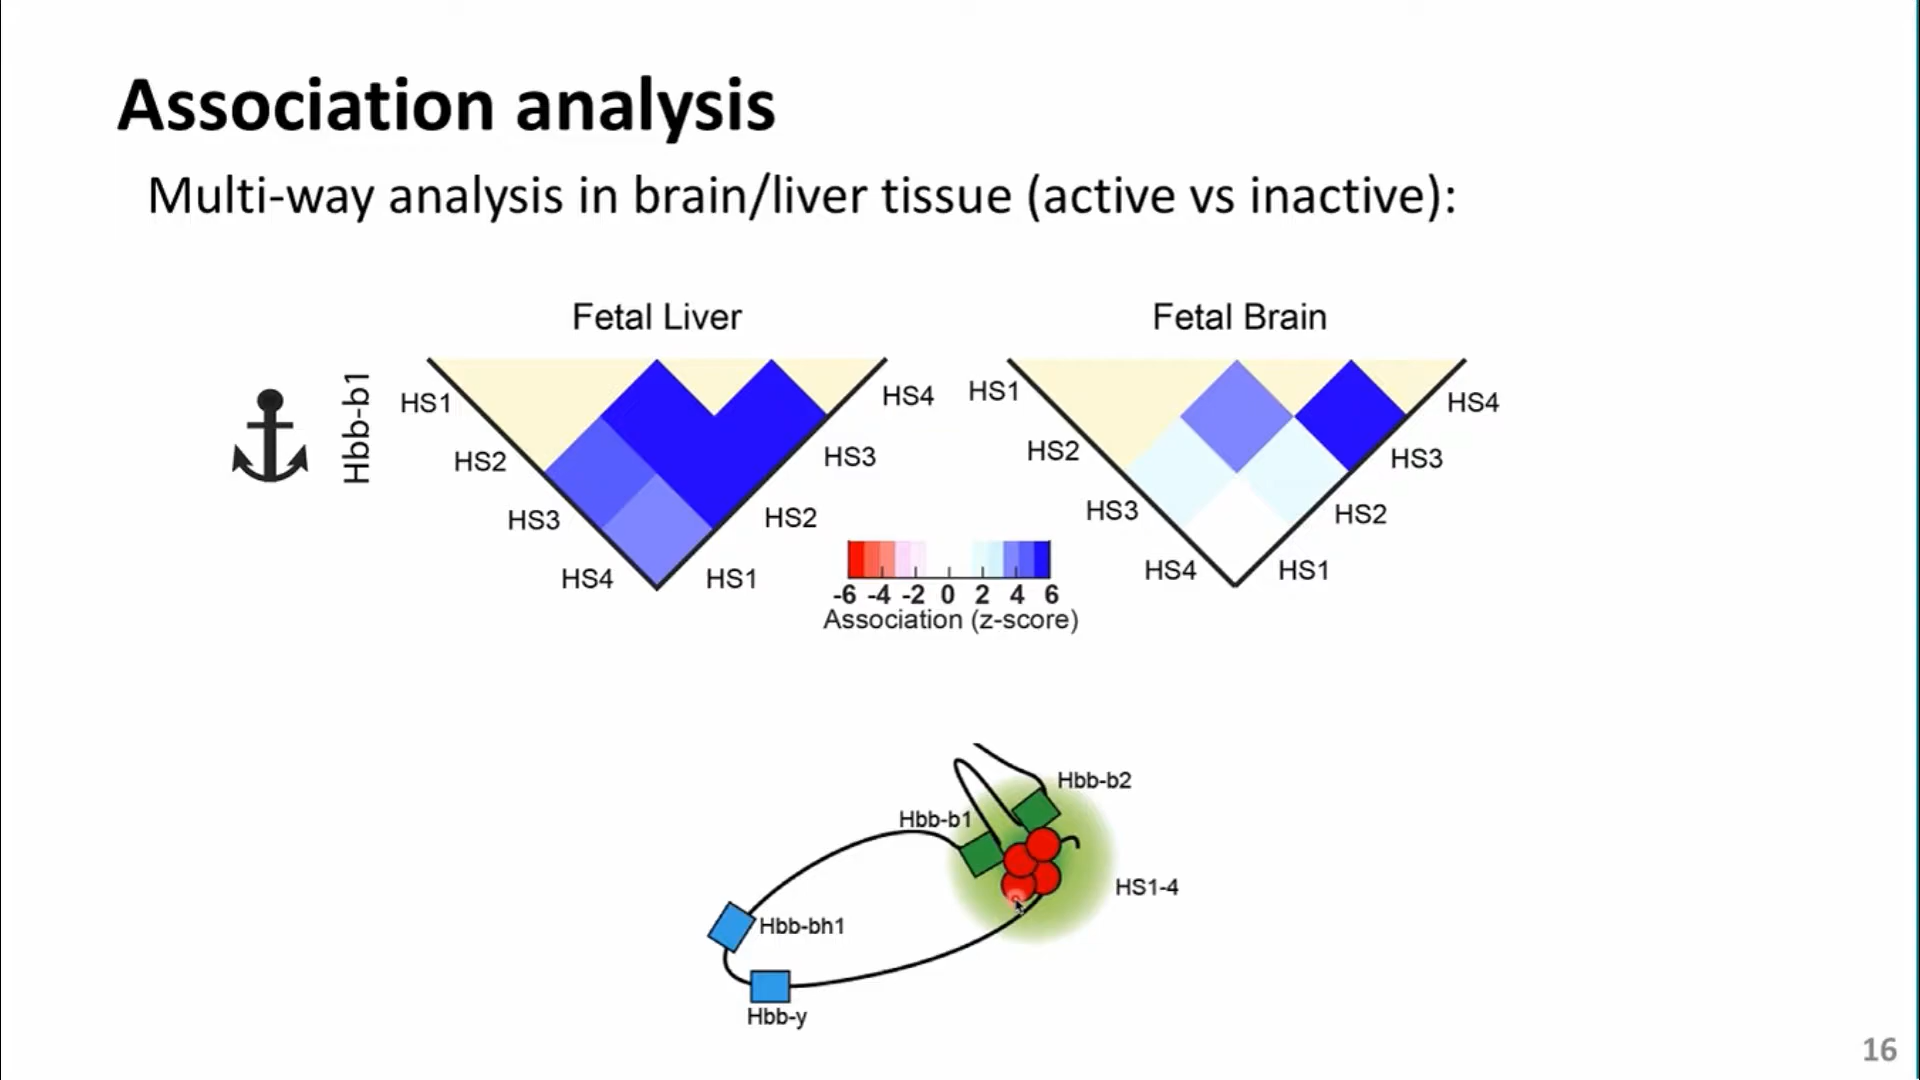 Association analysis
Multi-way analysis in brain/liver tissue (active vs inactive):
Fetal Liver
Fetal Brain
Hbb-b1
HS1
HS2
HS3
HS4
HS4
HS3
HS2
HS1
HS1
HS2
HS3
HS4
HS4
HS3
HS2
HS1
-6 -4 -2 0 2 4 6
Association (z-score)
Hbb-b2
Hbb-b1
HS1-4
Hbb-bh1
Hbb-y
16